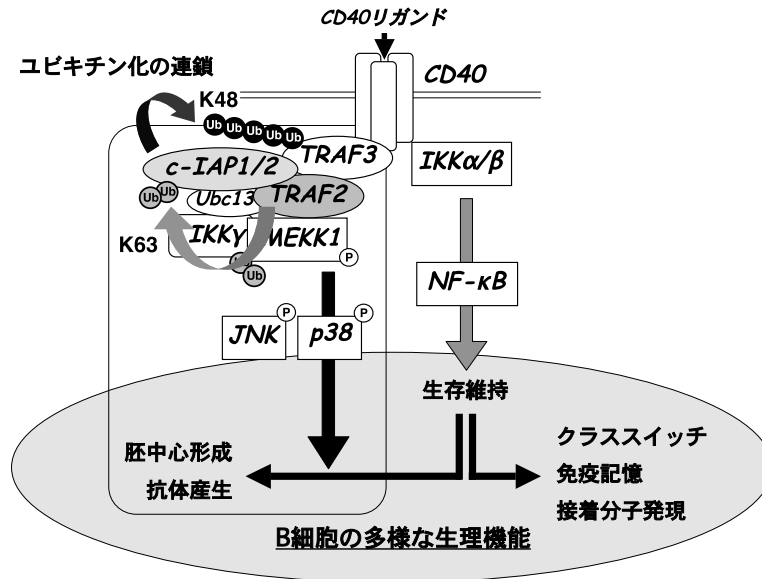 CD40リガンド
ユビキチン化の連鎖
CD40
K48
Ub Ub Ub Ub Ub
TRAF3
c-IAP1/2
IKKα/β
Ub Ub
Ubc13
TRAF2
IKKγ
MEKK1
K63
P
Ub Ub
NF-κB
P
P
JNK
p38
生存維持
胚中心形成
抗体産生
クラススイッチ
免疫記憶
接着分子発現
B細胞の多様な生理機能